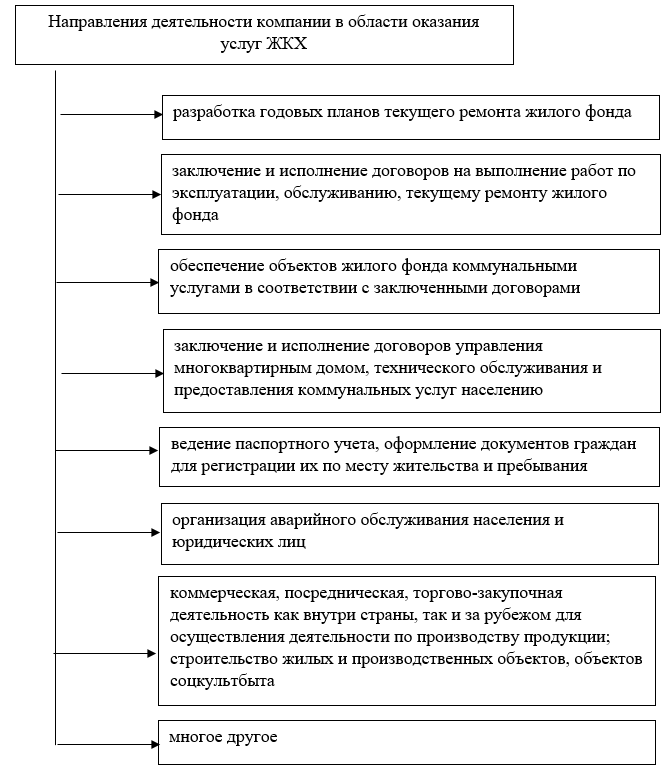 Направления деятельности компании в области оказания
услуг ЖКХ
разработка годовых планов текущего ремонта жилого фонда
заключение и исполнение договоров на выполнение работ по
эксплуатации, обслуживанию, текущему ремонту жилого
фонда
обеспечение объектов жилого фонда коммунальными
услугами в соответствии с заключенными договорами
заключение и исполнение договоров управления
многоквартирным домом, технического обслуживания и
предоставления коммунальных услуг населению
ведение паспортного учета, оформление документов граждан
для регистрации их по месту жительства и пребывания
организация аварийного обслуживания населения и
юридических лиц
коммерческая, посредническая, торгово-закупочная
деятельность как внутри страны, так и за рубежом для
осуществления деятельности по производству продукции;
строительство жилых и производственных объектов, объектов
соцкультбыта
многое другое